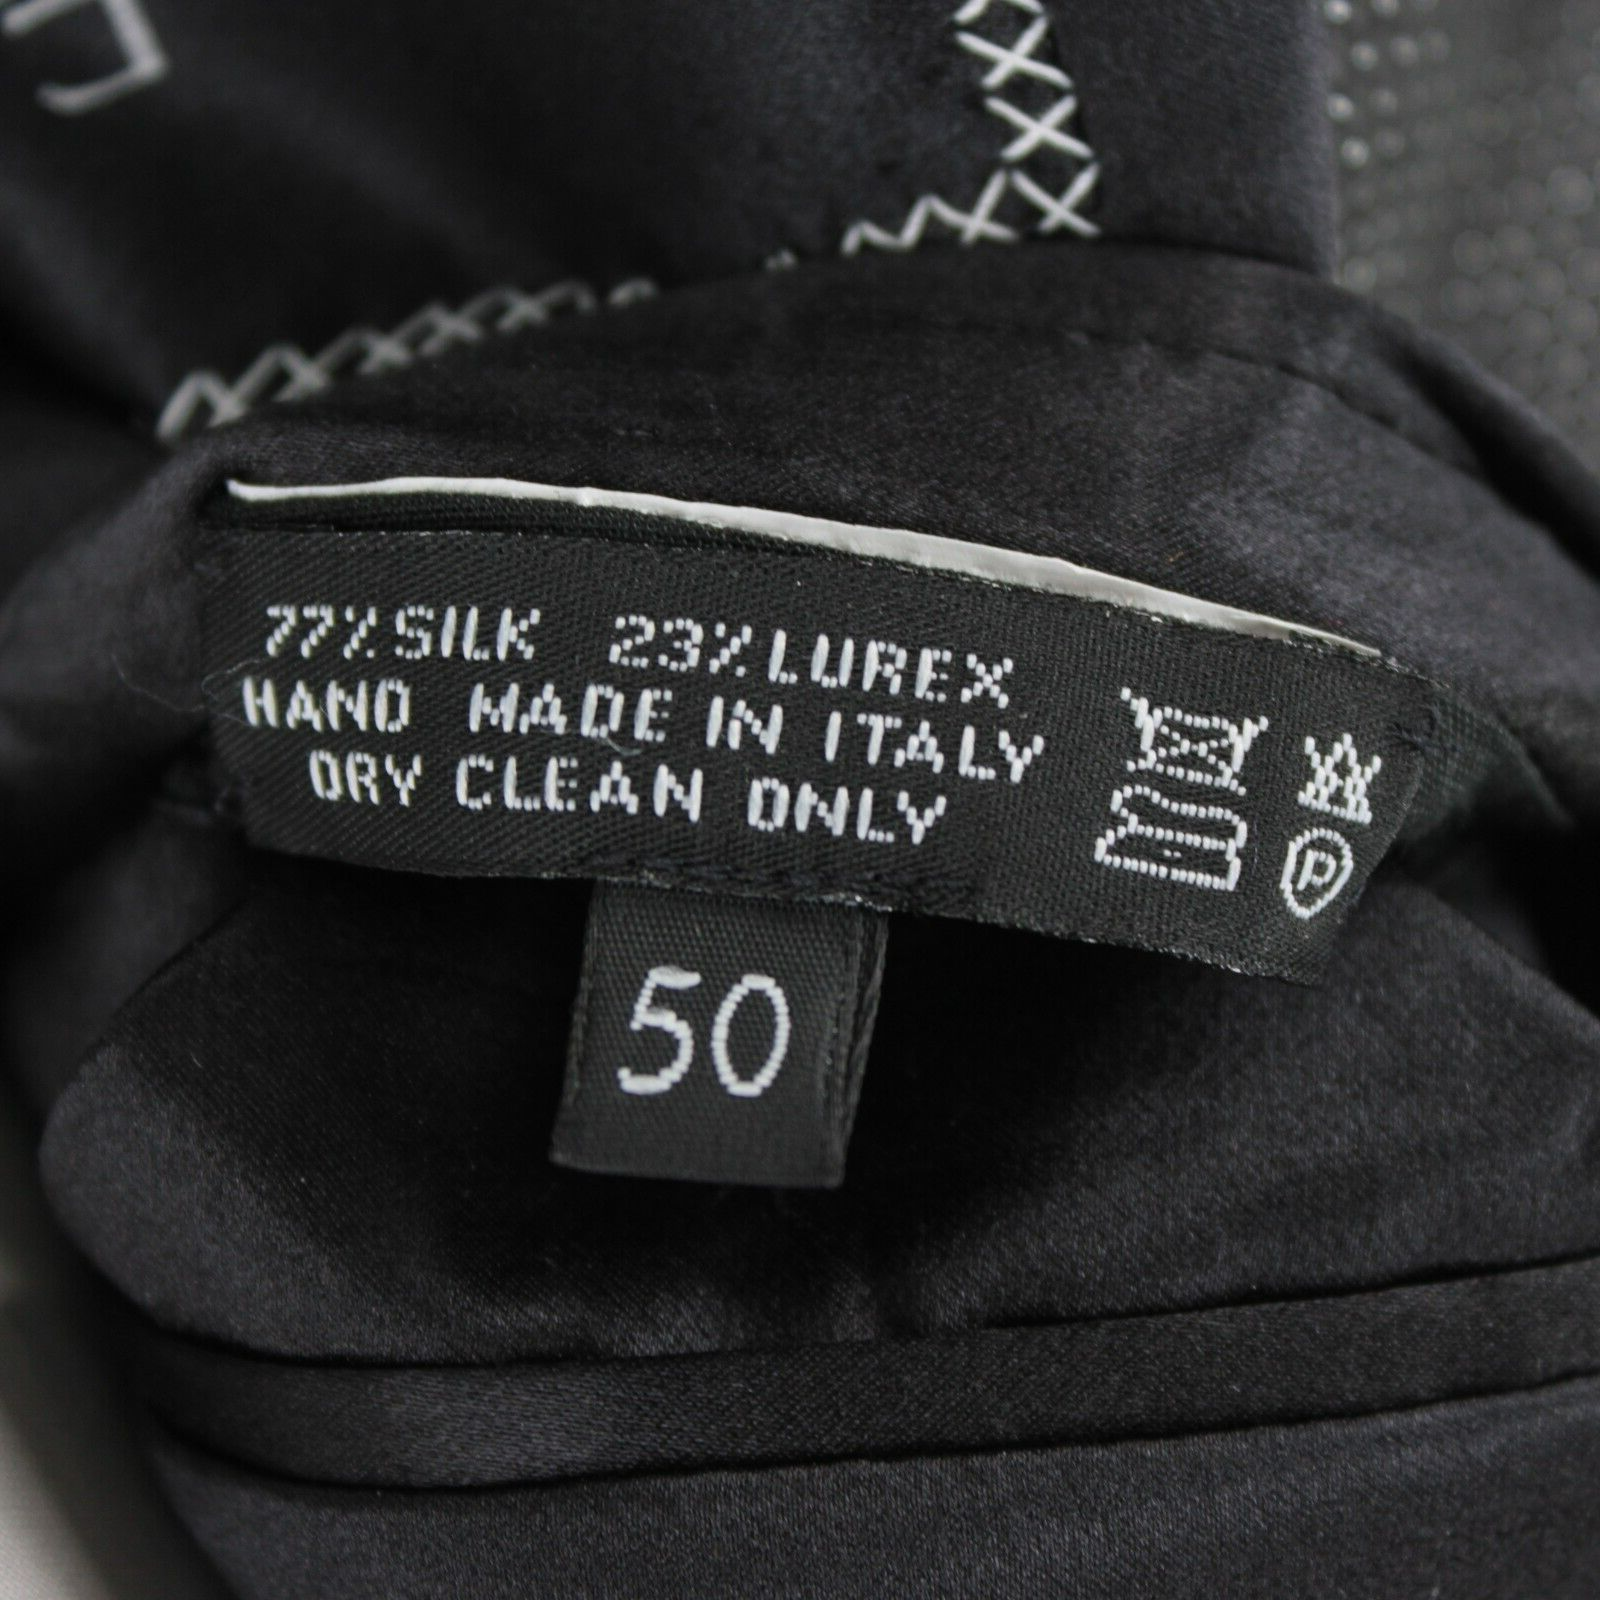 77% SILK 23% LUREX
HAND MADE IN ITALY
DRY CLEAN ONLY
P
50